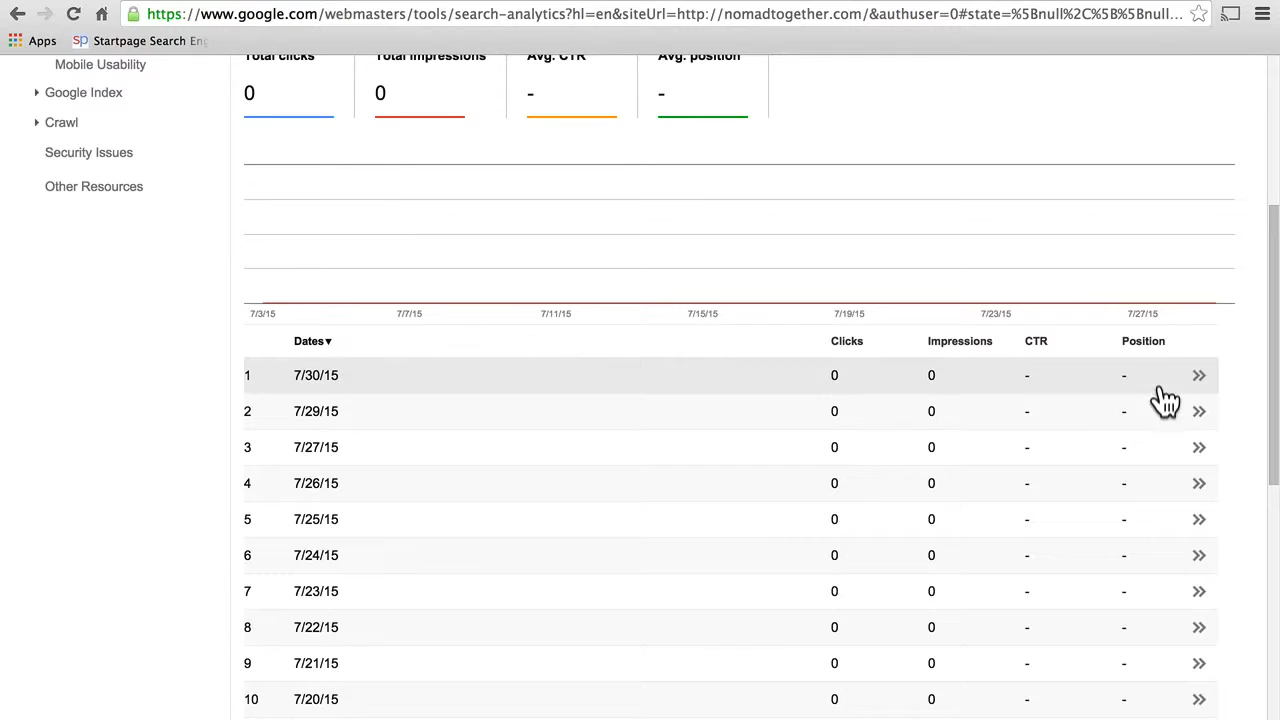 https://www.google.com/webmasters/tools/search-analytics?hl=en&siteUrl=http://nomadtogether.com/&authuser=0#state=%5Bnull%2C%5B%5Bnull...
Apps Startpage Search Eng
Mobile Usability
Google Index
Crawl
Security Issues
Other Resources
Total clicks Total impressions Avg. CTR Avg. position
0 0 - -
7/3/15 7/7/15 7/11/15 7/15/15 7/19/15 7/23/15 7/27/15
Dates▼ Clicks Impressions CTR Position
1 7/30/15 0 0 - - »
2 7/29/15 0 0 - - »
3 7/27/15 0 0 - - »
4 7/26/15 0 0 - - »
5 7/25/15 0 0 - - »
6 7/24/15 0 0 - - »
7 7/23/15 0 0 - - »
8 7/22/15 0 0 - - »
9 7/21/15 0 0 - - »
10 7/20/15 0 0 - - »